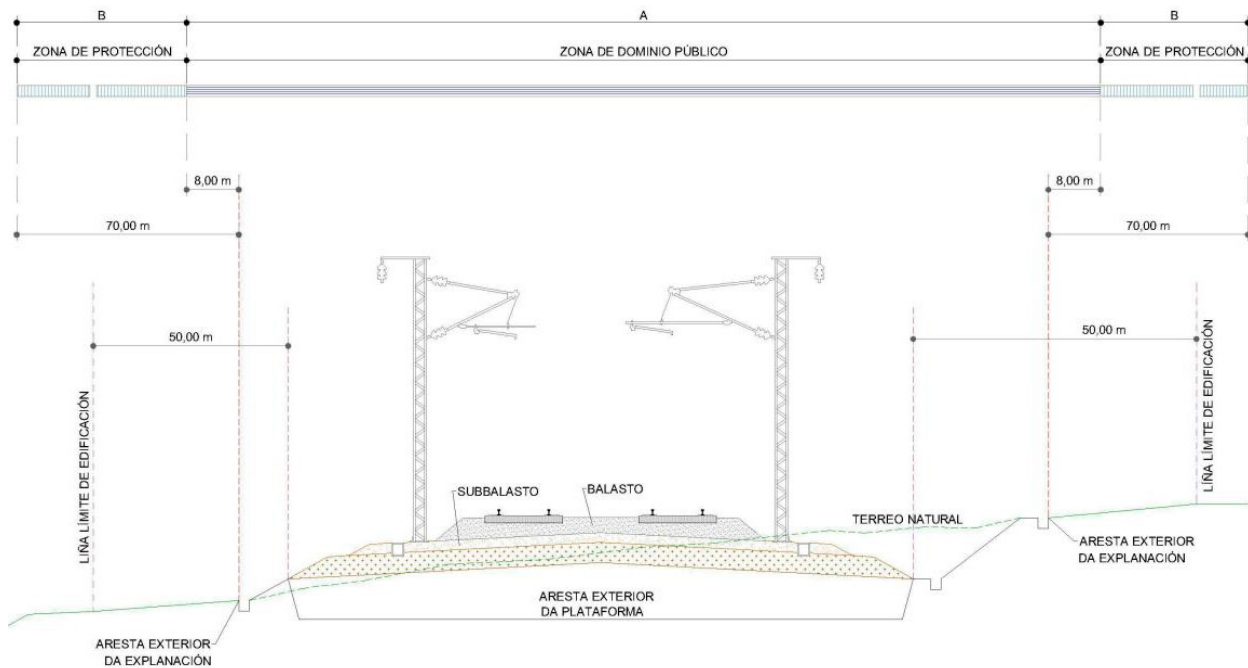 B
A
B
ZONA DE PROTECCIÓN
ZONA DE DOMINIO PÚBLICO
ZONA DE PROTECCIÓN
8,00 m
8,00 m
70,00 m
70,00 m
50,00 m
50,00 m
LIÑA LÍMITE DE EDIFICACIÓN
LÍÑA LÍMITE DE EDIFICACIÓN
SUBBALASTO
BALASTO
TERREO NATURAL
ARESTA EXTERIOR
DA EXPLANACIÓN
ARESTA EXTERIOR
DA PLATAFORMA
ARESTA EXTERIOR
DA EXPLANACIÓN